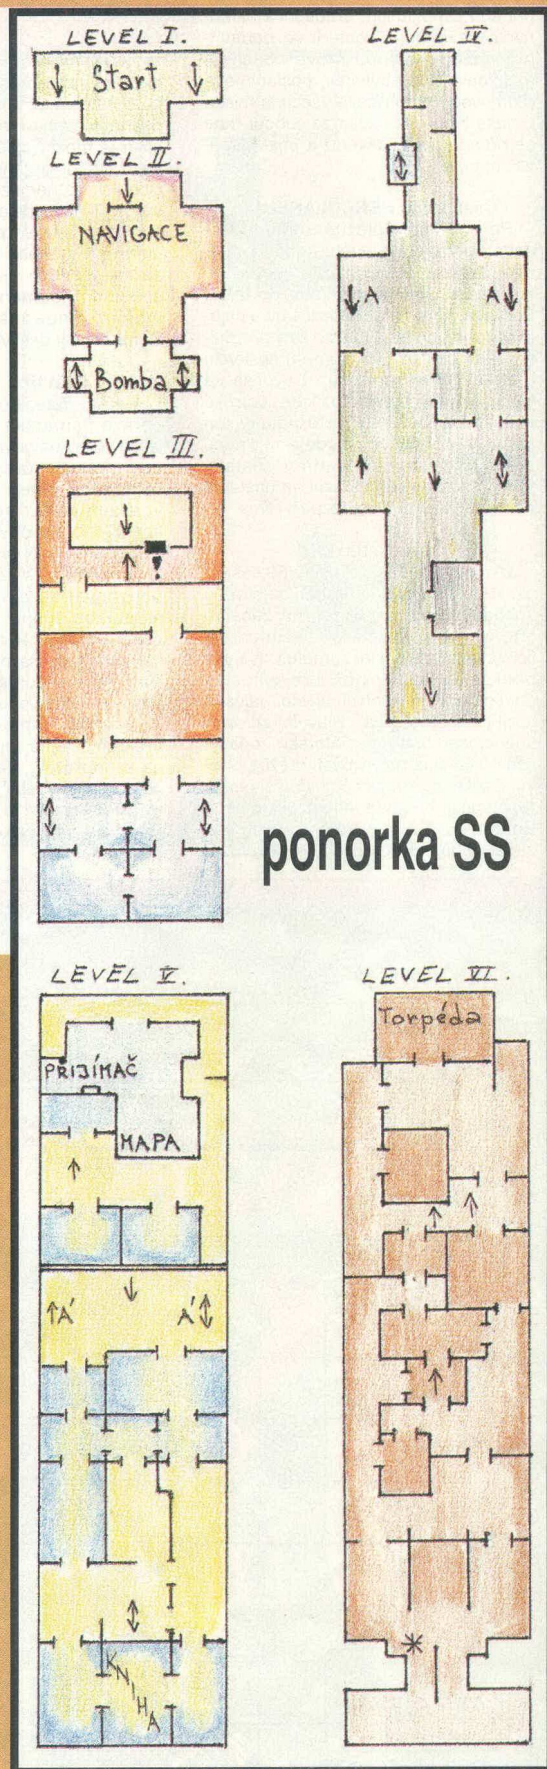 LEVEL I.
Start
LEVEL II.
NAVIGACE
Bomba
LEVEL III.
LEVEL IV.
A A
ponorka SS
LEVEL V.
PŘIJÍMAČ
MAPA
A' A'
KNIHA
LEVEL VI.
Torpéda